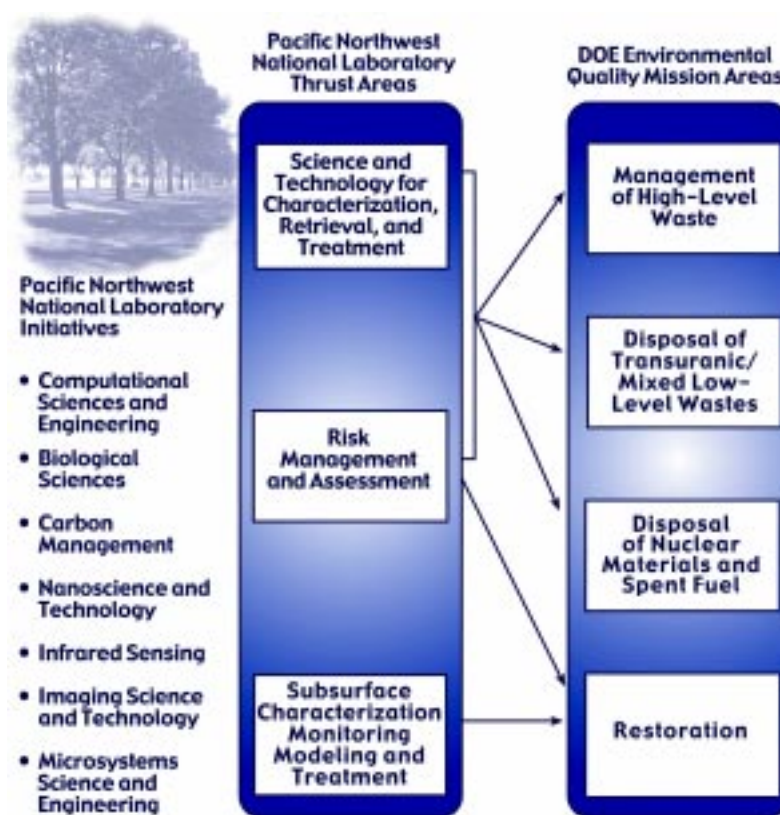 Pacific Northwest
National Laboratory
Initiatives
• Computational
Sciences and
Engineering
• Biological
Sciences
• Carbon
Management
• Nanoscience and
Technology
• Infrared Sensing
• Imaging Science
and Technology
• Microsystems
Science and
Engineering
Pacific Northwest
National Laboratory
Thrust Areas
Science and
Technology for
Characterization,
Retrieval, and
Treatment
Risk
Management
and Assessment
Subsurface
Characterization
Monitoring
Modeling and
Treatment
DOE Environmental
Quality Mission Areas
Management
of High-Level
Waste
Disposal of
Transuranic/
Mixed Low-
Level Wastes
Disposal
of Nuclear
Materials and
Spent Fuel
Restoration